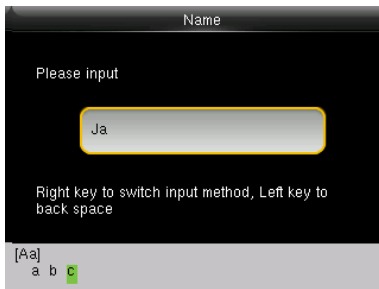 Name
Please input
Ja
Right key to switch input method, Left key to
back space
[Aa]
a b c